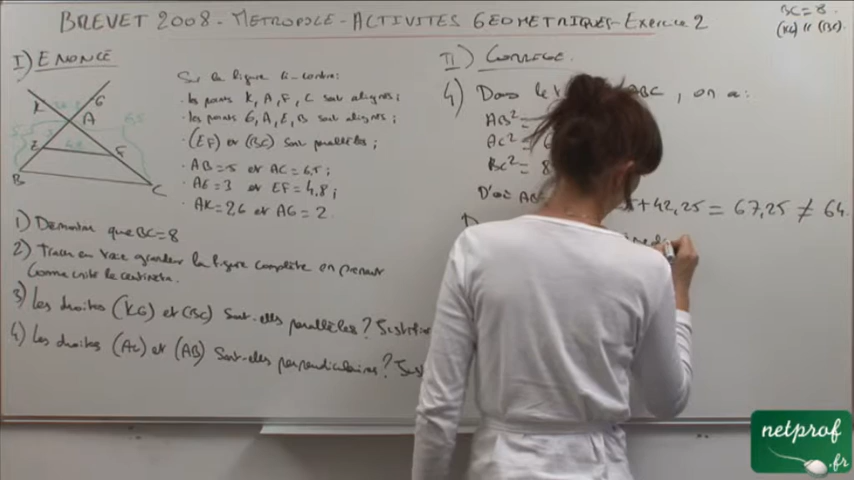 BREVET 2008 - METROPOLE - ACTIVITES GEOMETRIQUES - Exercice 2
BC = 8.
(KG) // (BC).
I) ENONCE
K
G
A
E
F
B
C
Sur la figure ci-contre:
• les points K, A, F, C sont alignés;
• les points G, A, E, B sont alignés;
• (EF) et (BC) sont parallèles;
• AB = 5 et AC = 6,5;
• AE = 3 et EF = 4,8;
• AK = 2,6 et AG = 2.
1) Démontrer que BC = 8
2) Tracer en vraie grandeur la figure complète en prenant
comme unité le centimètre.
3) Les droites (KG) et (BC) sont-elles parallèles? Justifier
4) Les droites (AC) et (AB) sont-elles perpendiculaires? Just
II) CORRIGE.
4) Dans le ABC, on a:
AB² =
AC² = 6
BC² = 8
D'où AB + 42,25 = 67,25 ≠ 64.
netprof
.fr